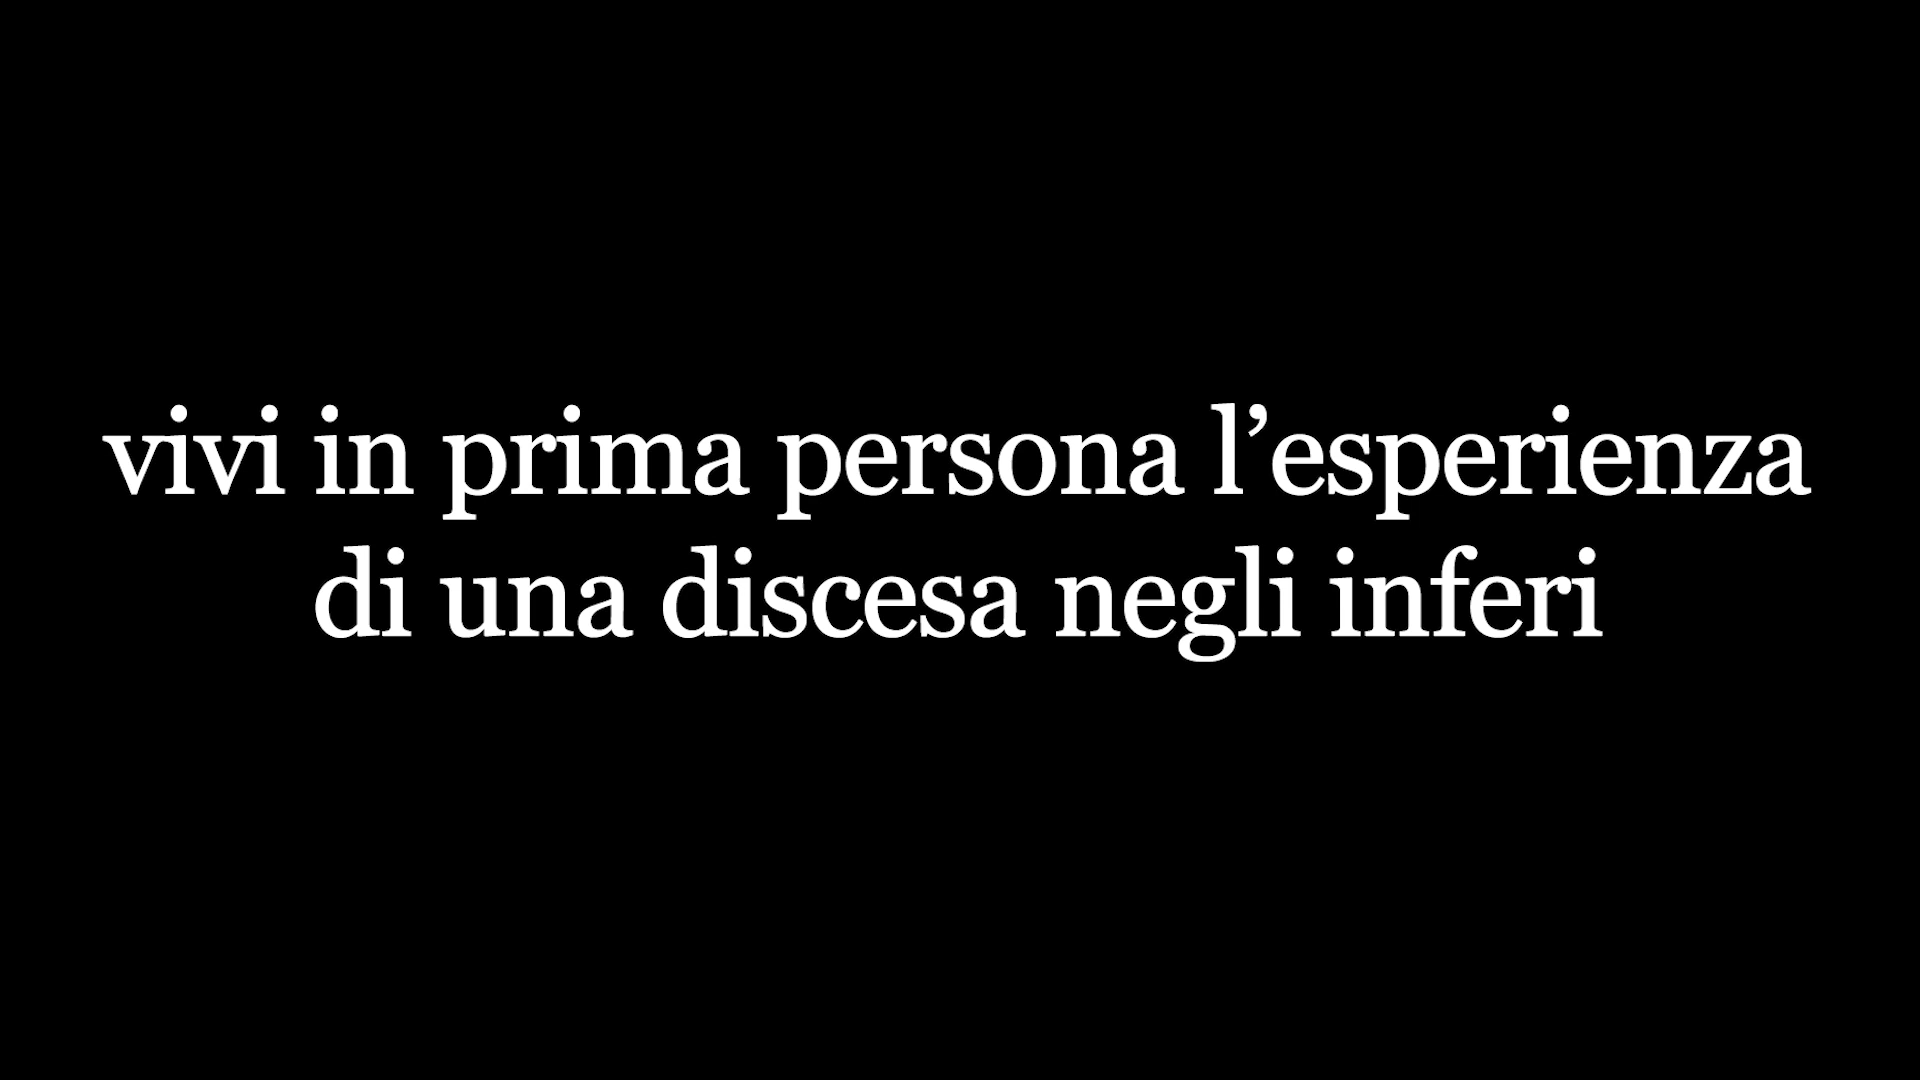 vivi in prima persona l’esperienza
di una discesa negli inferi